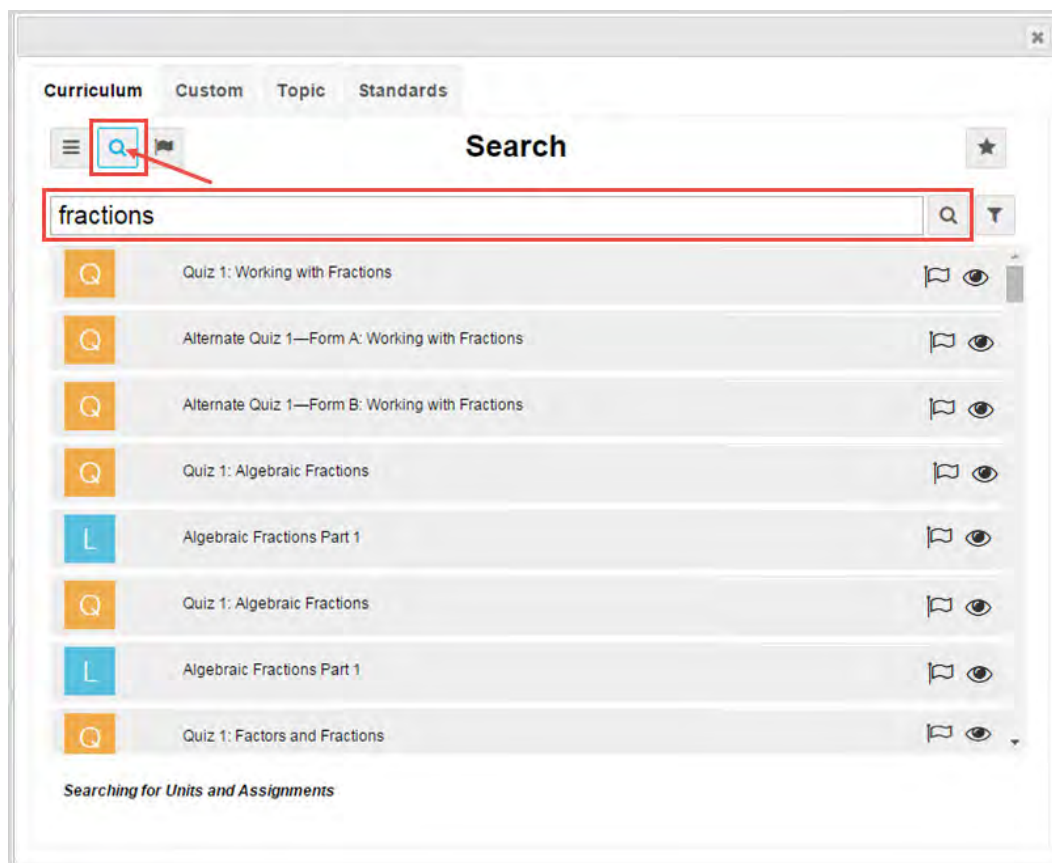 Curriculum Custom Topic Standards
Search
fractions
Q Quiz 1: Working with Fractions
Q Alternate Quiz 1—Form A: Working with Fractions
Q Alternate Quiz 1—Form B: Working with Fractions
Q Quiz 1: Algebraic Fractions
L Algebraic Fractions Part 1
Q Quiz 1: Algebraic Fractions
L Algebraic Fractions Part 1
Q Quiz 1: Factors and Fractions
Searching for Units and Assignments